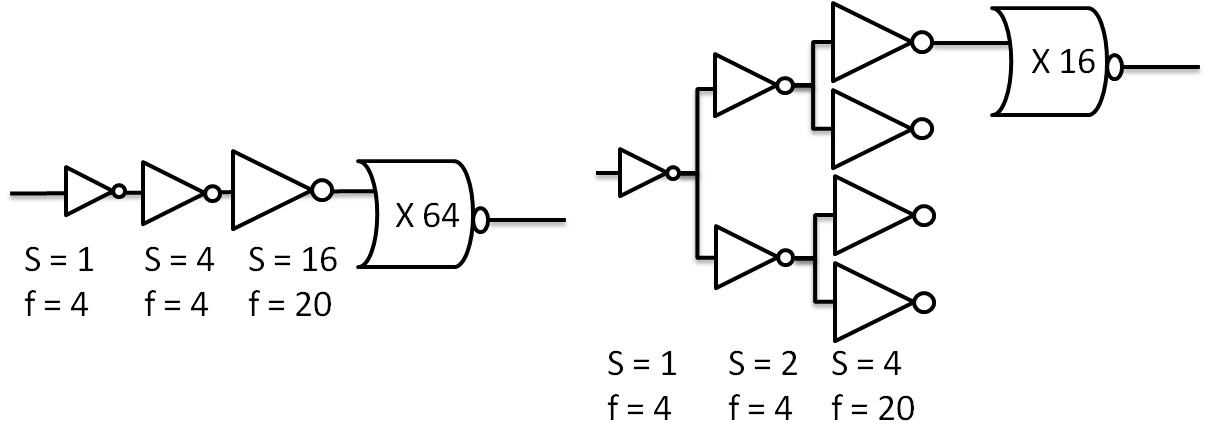 X 16
X 64
S = 1 S = 4 S = 16
f = 4 f = 4 f = 20
S = 1 S = 2 S = 4
f = 4 f = 4 f = 20